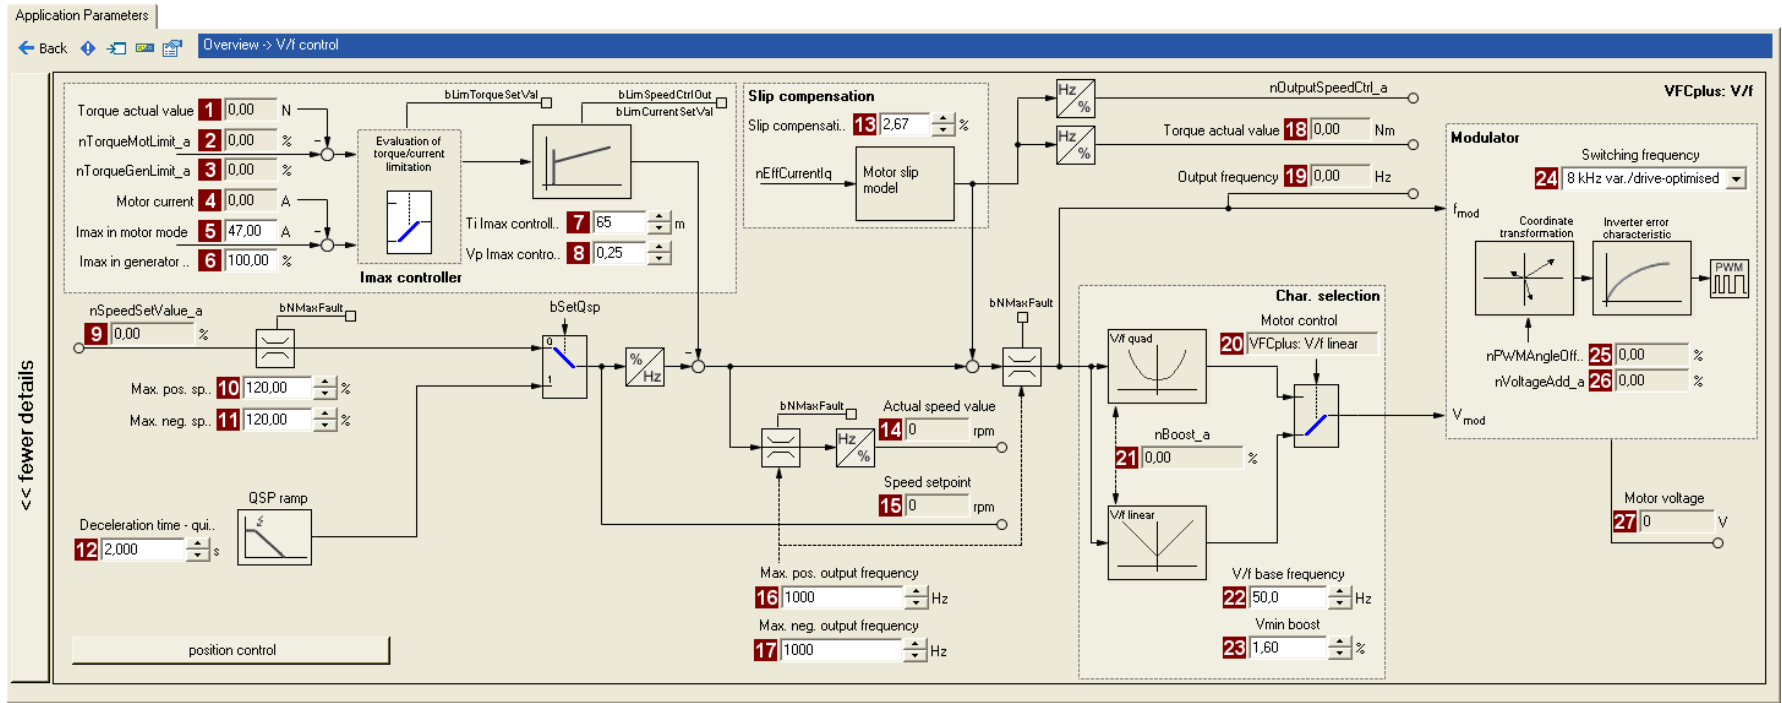 Application Parameters
Back
Overview -> V/f control
<< fewer details
VFCplus: V/f
Torque actual value 1 0,00 N
nTorqueMotLimit_a 2 0,00 %
nTorqueGenLimit_a 3 0,00 %
Motor current 4 0,00 A
Imax in motor mode 5 47,00 A
Imax in generator .. 6 100,00 %
Evaluation of
torque/current
limitation
bLimTorqueSetVal
bLimSpeedCtrlOut
bLimCurrentSetVal
Ti Imax controll.. 7 65 m
Vp Imax contro.. 8 0,25
Imax controller
Slip compensation
Slip compensati.. 13 2,67 %
nEffCurrentIq
Motor slip
model
Hz
%
Hz
%
nOutputSpeedCtrl_a
Torque actual value 18 0,00 Nm
Output frequency 19 0,00 Hz
Modulator
Switching frequency
24 8 kHz var./drive-optimised
fmod
Coordinate
transformation
Inverter error
characteristic
PWM
nPWMAngleOff.. 25 0,00 %
nVoltageAdd_a 26 0,00 %
Vmod
nSpeedSetValue_a
9 0,00 %
bNMaxFault
bSetQsp
0
1
%
Hz
Max. pos. sp.. 10 120,00 %
Max. neg. sp.. 11 120,00 %
QSP ramp
Deceleration time - qui..
12 2,000 s
position control
bNMaxFault
bNMaxFault
Hz
%
Actual speed value
14 0 rpm
Speed setpoint
15 0 rpm
Max. pos. output frequency
16 1000 Hz
Max. neg. output frequency
17 1000 Hz
Char. selection
Motor control
20 VFCplus: V/f linear
V/f quad
nBoost_a
21 0,00 %
V/f linear
V/f base frequency
22 50,0 Hz
Vmin boost
23 1,60 %
Motor voltage
27 0 V